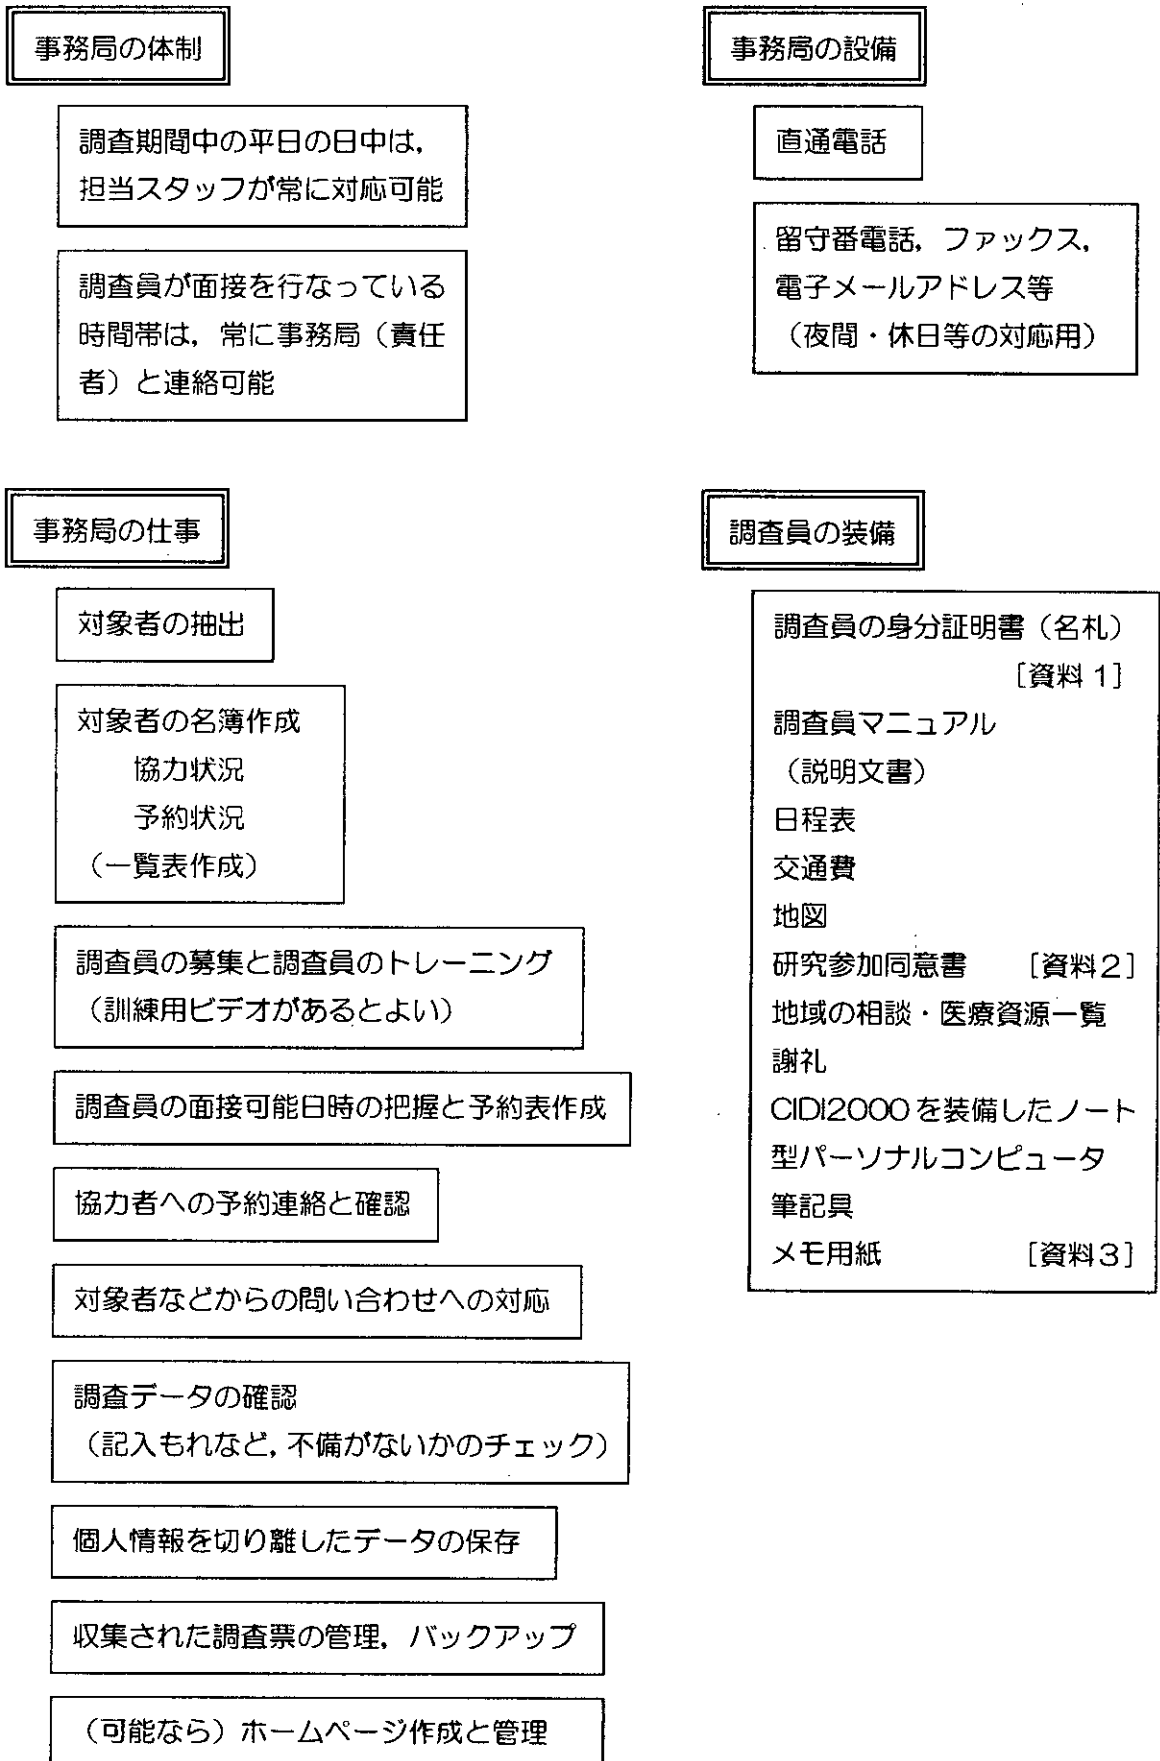 事務局の体制
調査期間中の平日の日中は，
担当スタッフが常に対応可能
調査員が面接を行なっている
時間帯は，常に事務局（責任
者）と連絡可能
事務局の設備
直通電話
留守番電話，ファックス，
電子メールアドレス等
（夜間・休日等の対応用）
事務局の仕事
対象者の抽出
対象者の名簿作成
協力状況
予約状況
（一覧表作成）
調査員の募集と調査員のトレーニング
（訓練用ビデオがあるとよい）
調査員の面接可能日時の把握と予約表作成
協力者への予約連絡と確認
対象者などからの問い合わせへの対応
調査データの確認
（記入もれなど，不備がないかのチェック）
個人情報を切り離したデータの保存
収集された調査票の管理，バックアップ
（可能なら）ホームページ作成と管理
調査員の装備
調査員の身分証明書（名札）
［資料 1］
調査員マニュアル
（説明文書）
日程表
交通費
地図
研究参加同意書　［資料2］
地域の相談・医療資源一覧
謝礼
CIDI2000を装備したノート
型パーソナルコンピュータ
筆記具
メモ用紙　［資料3］